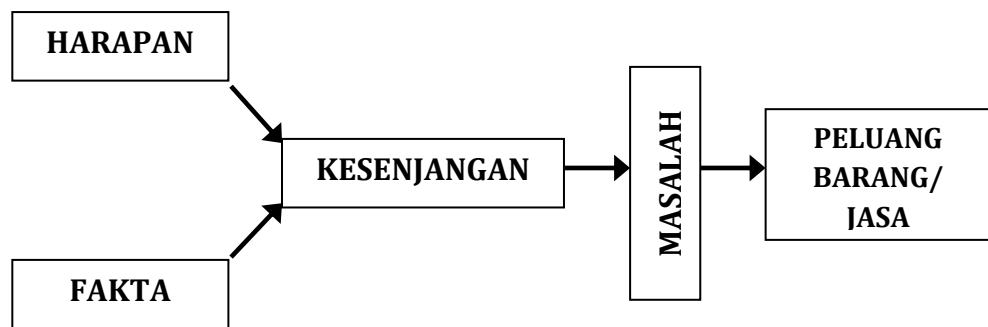 HARAPAN
FAKTA
KESENJANGAN
MASALAH
PELUANG
BARANG/
JASA